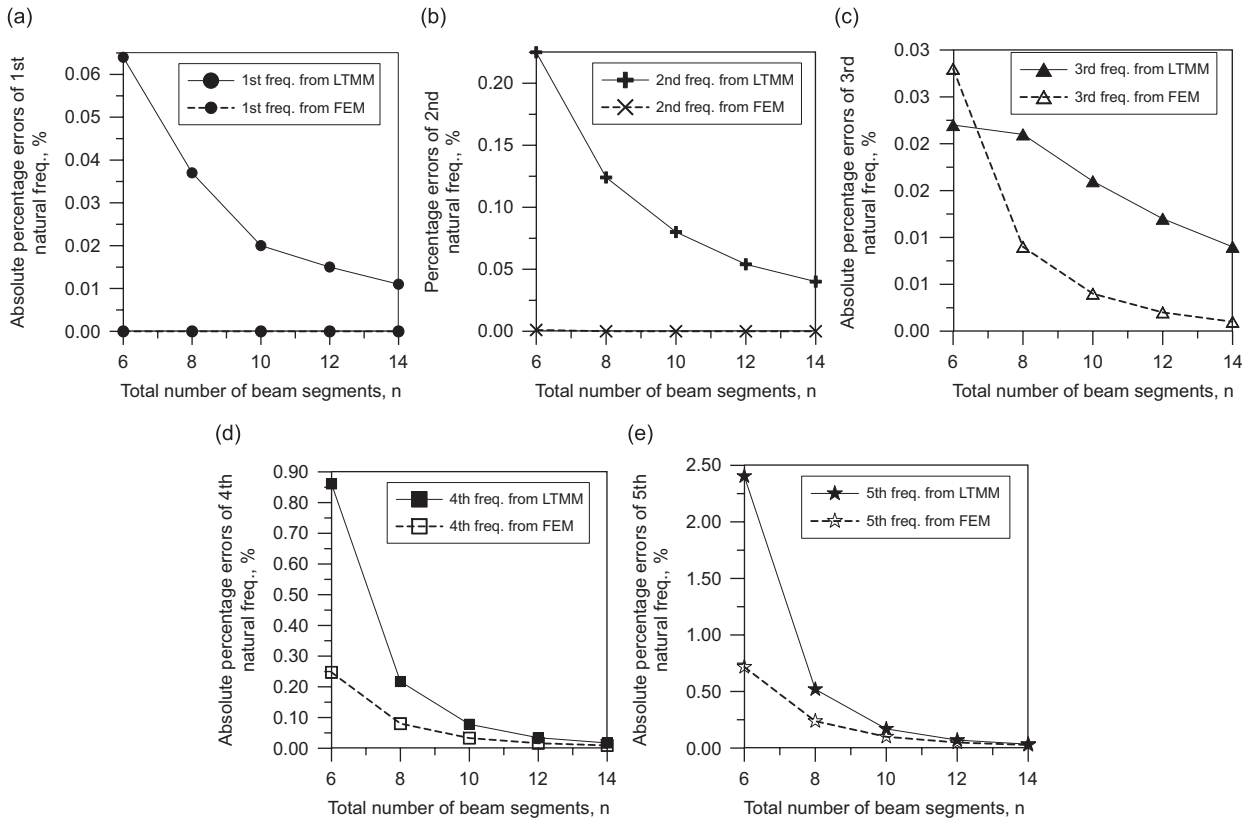 (a)
Absolute percentage errors of 1st
natural freq., %
0.06
0.05
0.04
0.03
0.02
0.01
0.00
1st freq. from LTMM
1st freq. from FEM
6 8 10 12 14
Total number of beam segments, n
(b)
Percentage errors of 2nd
natural freq., %
0.20
0.15
0.10
0.05
0.00
2nd freq. from LTMM
2nd freq. from FEM
6 8 10 12 14
Total number of beam segments, n
(c)
Absolute percentage errors of 3rd
natural freq., %
0.03
0.03
0.02
0.02
0.01
0.01
0.00
3rd freq. from LTMM
3rd freq. from FEM
6 8 10 12 14
Total number of beam segments, n
(d)
Absolute percentage errors of 4th
natural freq., %
0.90
0.80
0.70
0.60
0.50
0.40
0.30
0.20
0.10
0.00
4th freq. from LTMM
4th freq. from FEM
6 8 10 12 14
Total number of beam segments, n
(e)
Absolute percentage errors of 5th
natural freq., %
2.50
2.00
1.50
1.00
0.50
0.00
5th freq. from LTMM
5th freq. from FEM
6 8 10 12 14
Total number of beam segments, n